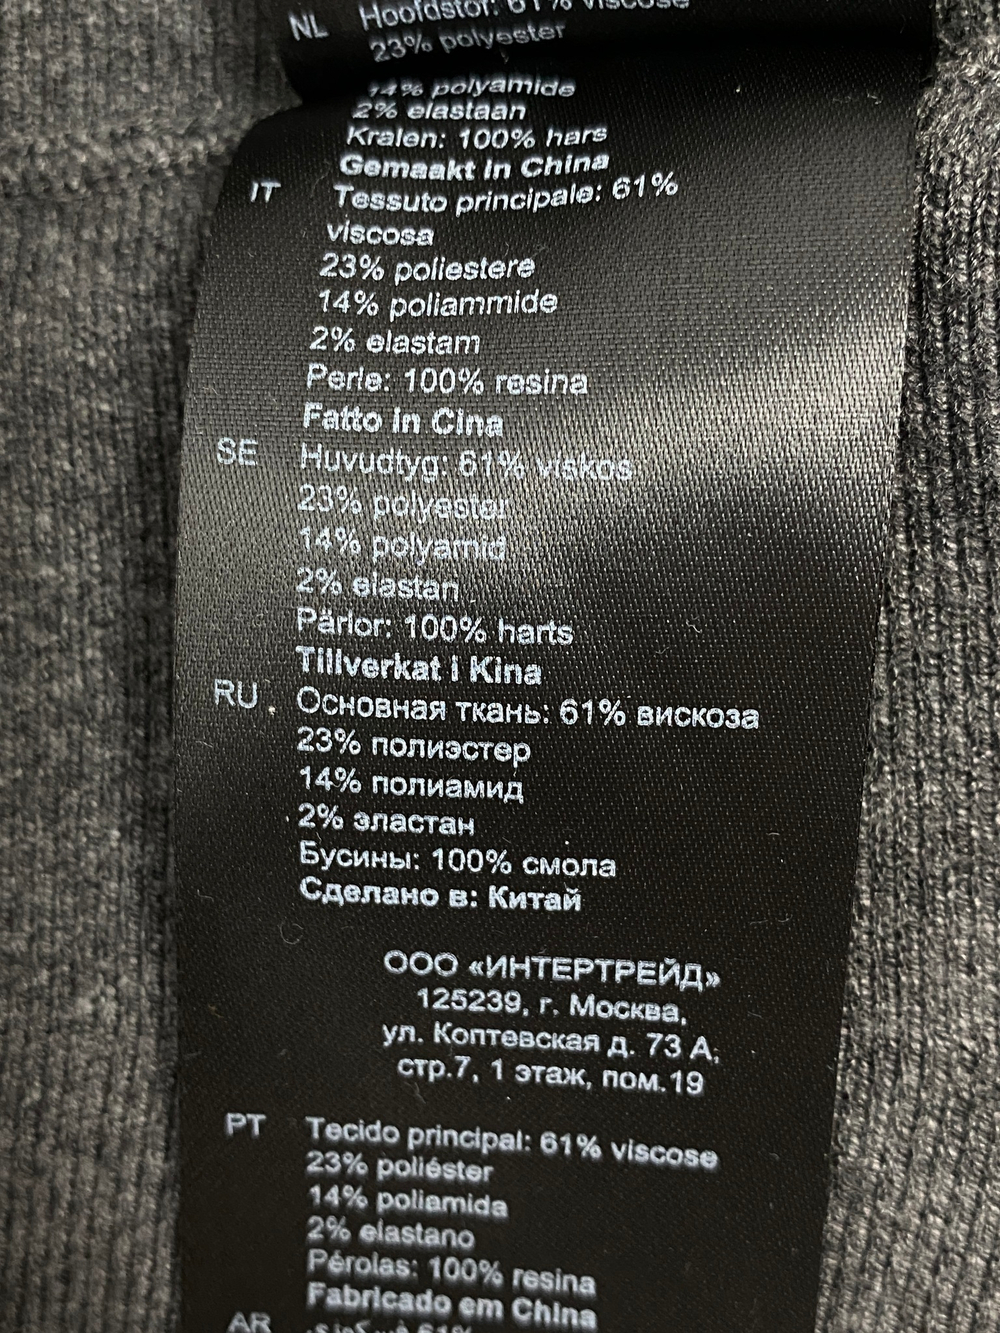 NL Hoofdstof: 61% viscose
23% polyester
14% polyamide
2% elastaan
Kralen: 100% hars
Gemaakt in China
IT Tessuto principale: 61%
viscosa
23% poliestere
14% poliammide
2% elastam
Perle: 100% resina
Fatto in Cina
SE Huvudtyg: 61% viskos
23% polyester
14% polyamid
2% elastan
Pärlor: 100% harts
Tillverkat i Kina
RU Основная ткань: 61% вискоза
23% полиэстер
14% полиамид
2% эластан
Бусины: 100% смола
Сделано в: Китай
ООО «ИНТЕРТРЕЙД»
125239, г. Москва,
ул. Коптевская д. 73 А;
стр.7, 1 этаж, пом.19
PT Tecido principal: 61% viscose
23% poliéster
14% poliamida
2% elastano
Pérolas: 100% resina
Fabricado em China
AR 61%